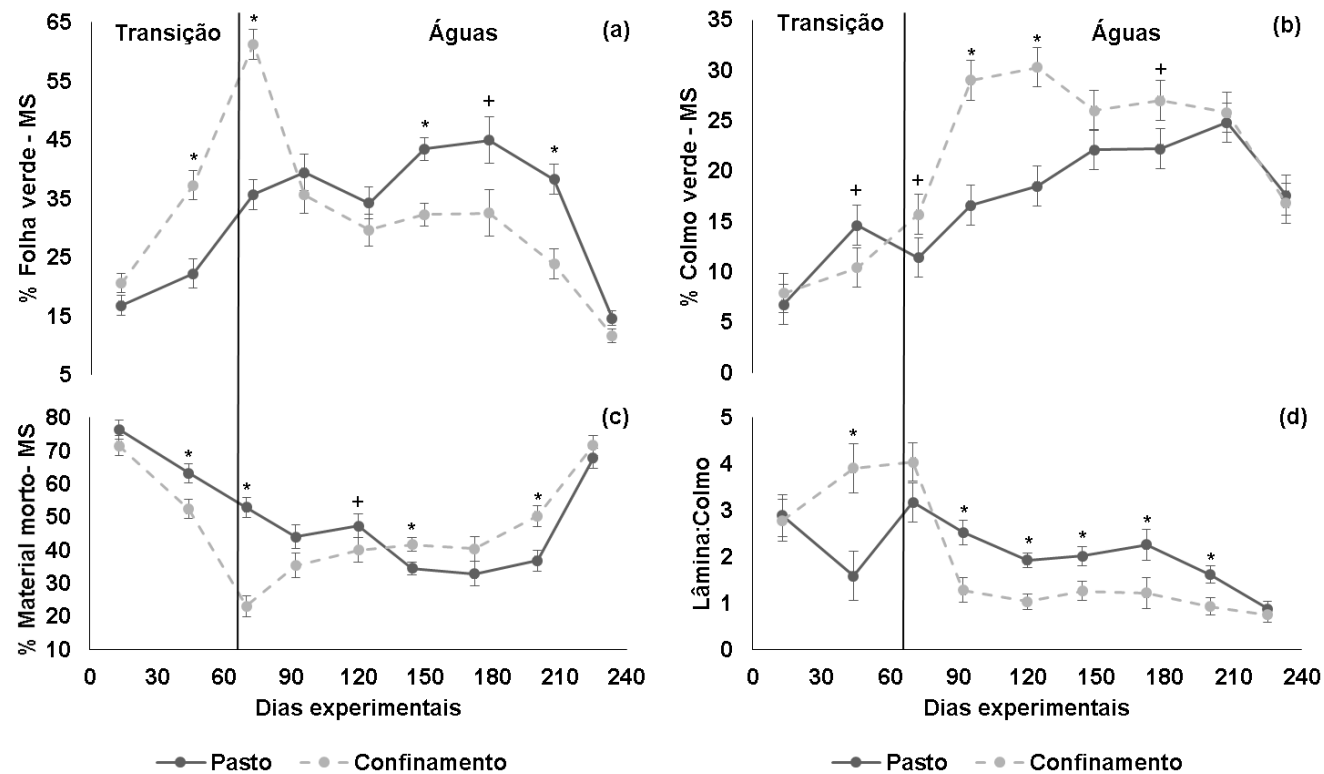 Transição Águas (a)
65
55
45
35
25
15
5
% Folha verde - MS
* * * + *
Transição Águas (b)
35
30
25
20
15
10
5
0
% Colmo verde - MS
+ + * * +
(c)
80
70
60
50
40
30
20
10
% Material morto- MS
* * + * *
0 30 60 90 120 150 180 210 240
Dias experimentais
(d)
5
4
3
2
1
0
Lâmina:Colmo
* * * * * *
0 30 60 90 120 150 180 210 240
Dias experimentais
Pasto Confinamento
Pasto Confinamento